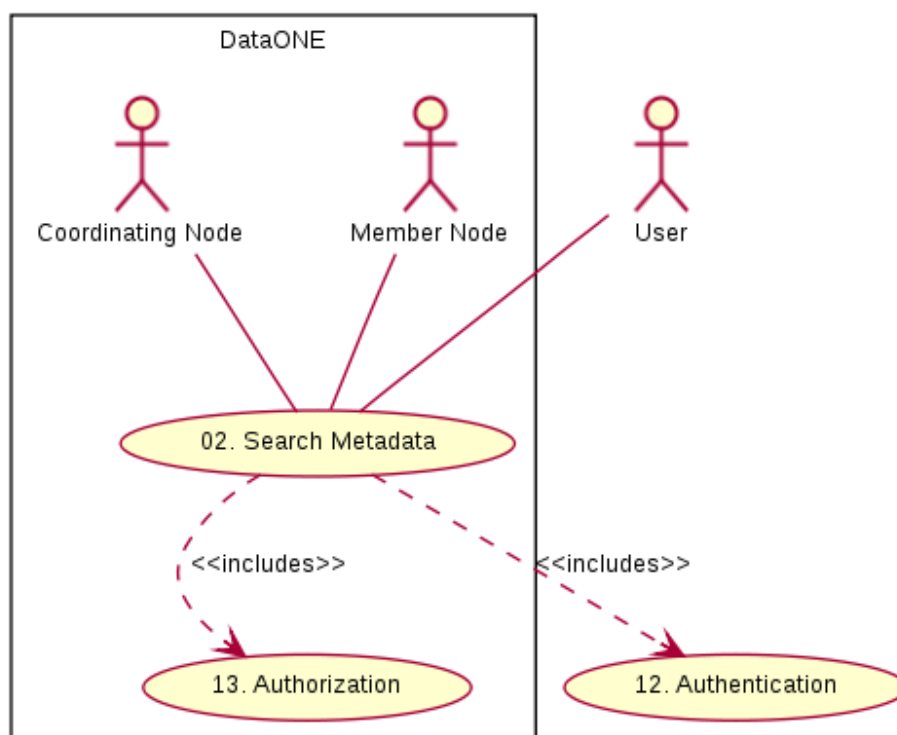 DataONE
Coordinating Node
Member Node
User
02. Search Metadata
<<includes>>
<<includes>>
13. Authorization
12. Authentication